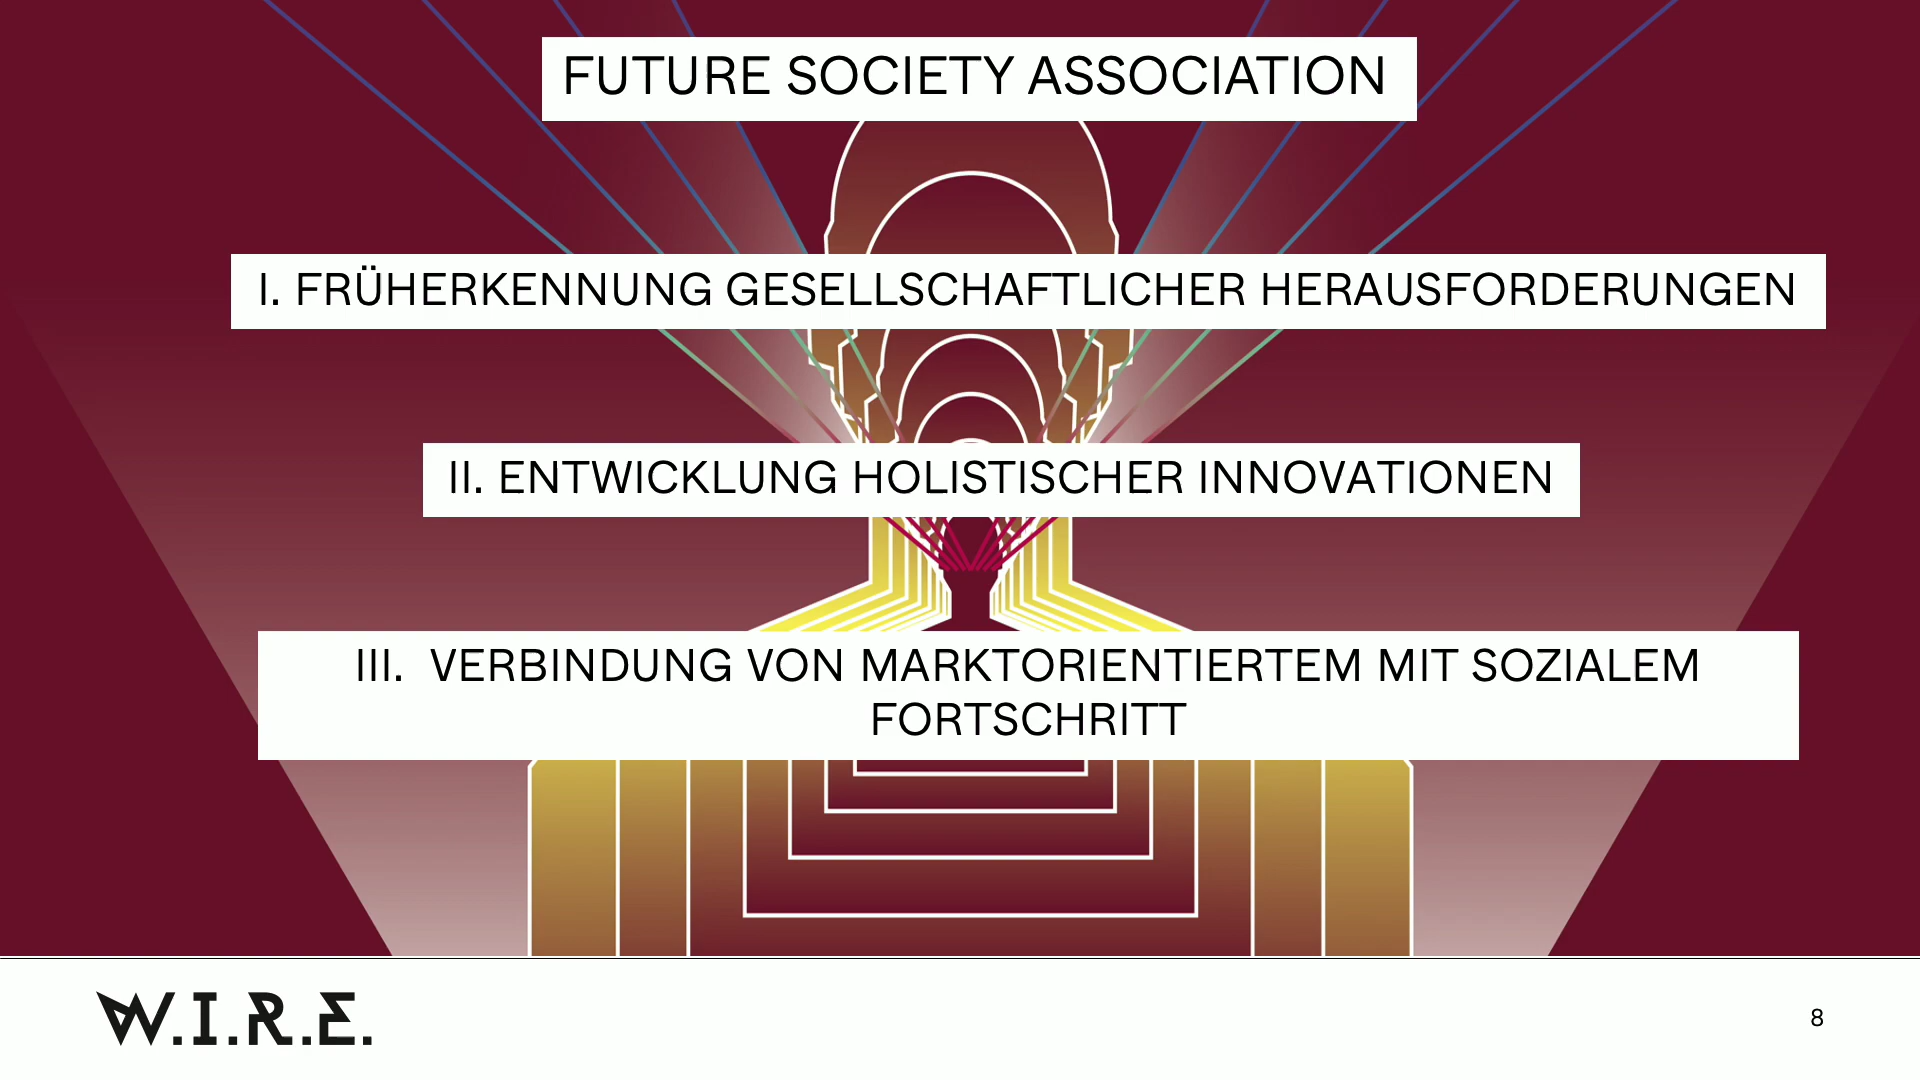 FUTURE SOCIETY ASSOCIATION
I. FRÜHERKENNUNG GESELLSCHAFTLICHER HERAUSFORDERUNGEN
II. ENTWICKLUNG HOLISTISCHER INNOVATIONEN
III. VERBINDUNG VON MARKTORIENTIERTEM MIT SOZIALEM
FORTSCHRITT
W.I.R.E.
8